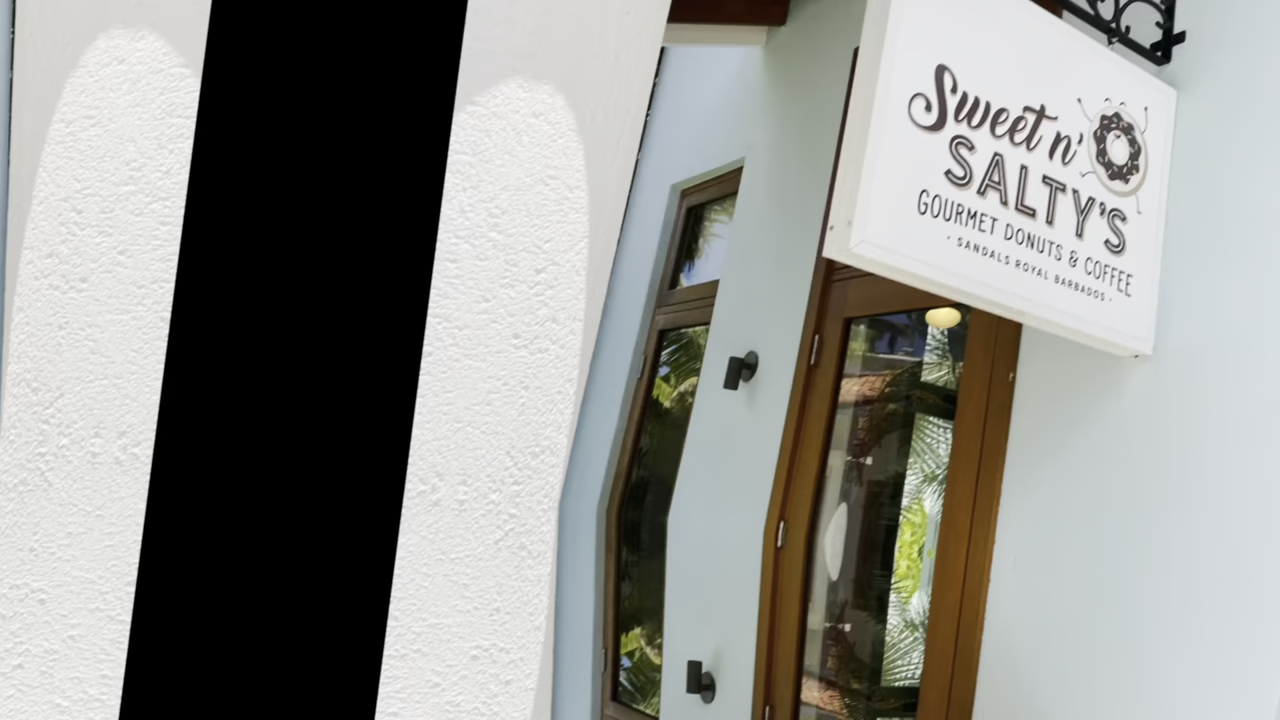 Sweet n'
SALTY'S
GOURMET DONUTS & COFFEE
· SANDALS ROYAL BARBADOS ·